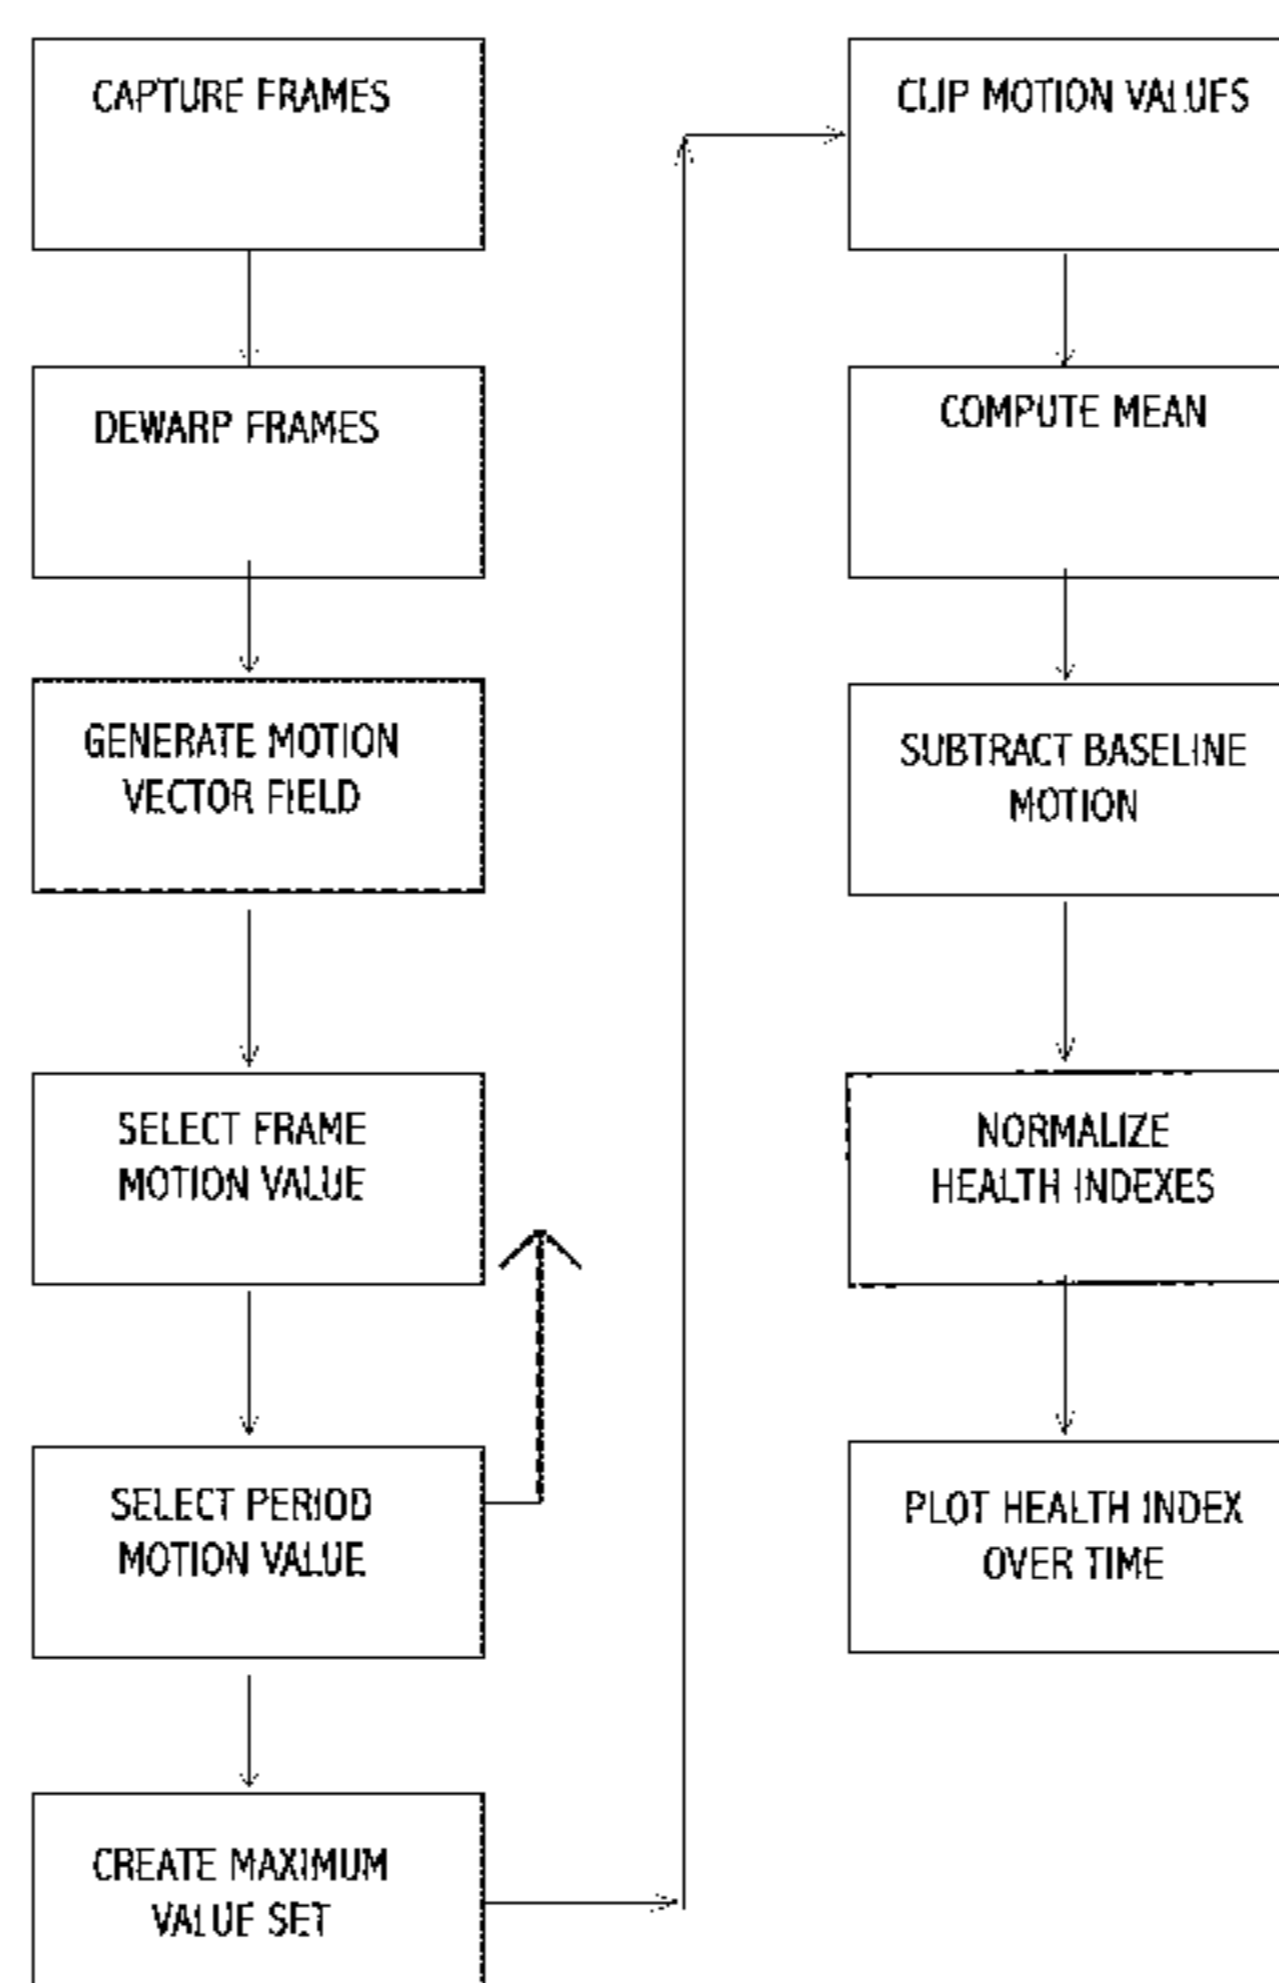 CAPTURE FRAMES
DEWARP FRAMES
GENERATE MOTION
VECTOR FIELD
SELECT FRAME
MOTION VALUE
SELECT PERIOD
MOTION VALUE
CREATE MAXIMUM
VALUE SET
CLIP MOTION VALUES
COMPUTE MEAN
SUBTRACT BASELINE
MOTION
NORMALIZE
HEALTH INDEXES
PLOT HEALTH INDEX
OVER TIME